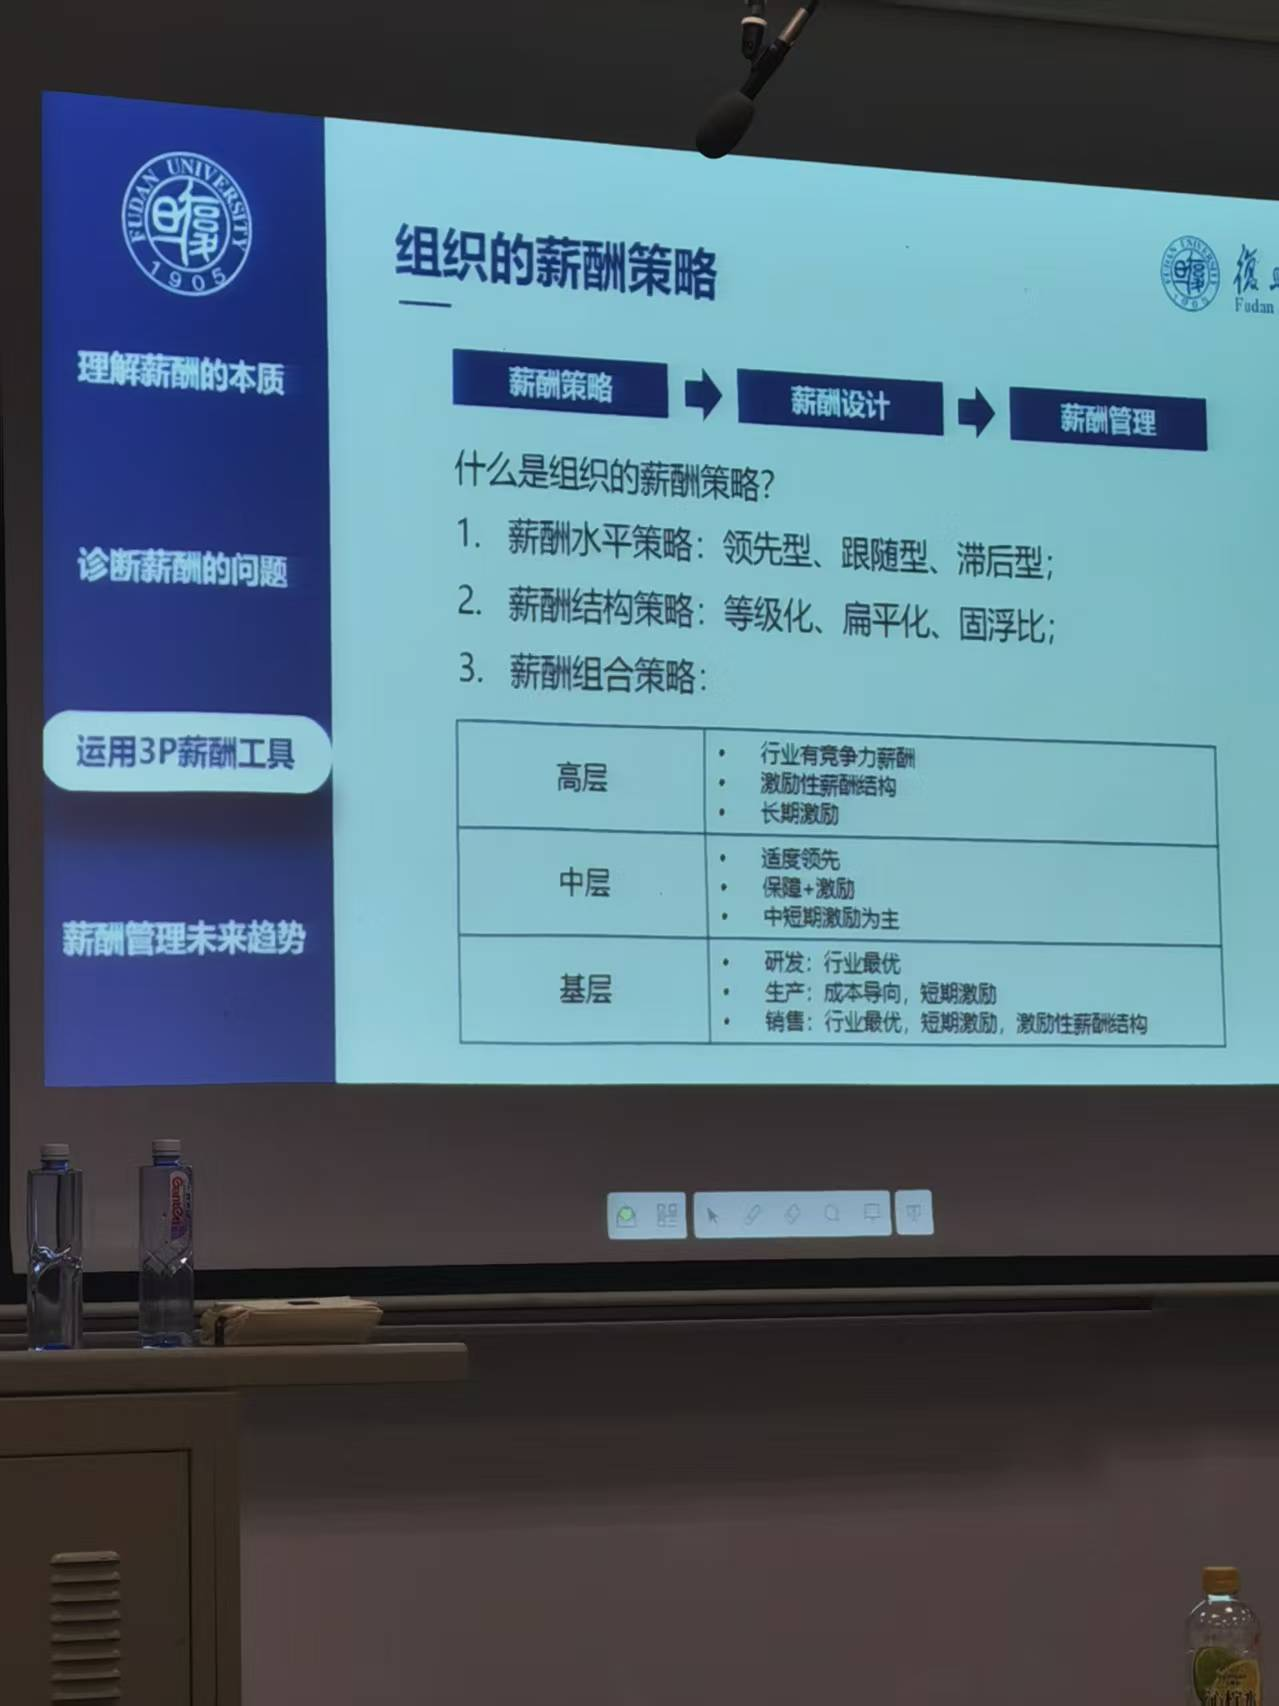 FUDAN UNIVERSITY
1905
理解薪酬的本质
诊断薪酬的问题
运用3P薪酬工具
薪酬管理未来趋势
组织的薪酬策略
Fudan
薪酬策略
薪酬设计
薪酬管理
什么是组织的薪酬策略?
1. 薪酬水平策略：领先型、跟随型、滞后型；
2. 薪酬结构策略：等级化、扁平化、固浮比；
3. 薪酬组合策略：
高层
• 行业有竞争力薪酬
• 激励性薪酬结构
• 长期激励
中层
• 适度领先
• 保障+激励
• 中短期激励为主
基层
• 研发：行业最优
• 生产：成本导向，短期激励
• 销售：行业最优，短期激励，激励性薪酬结构